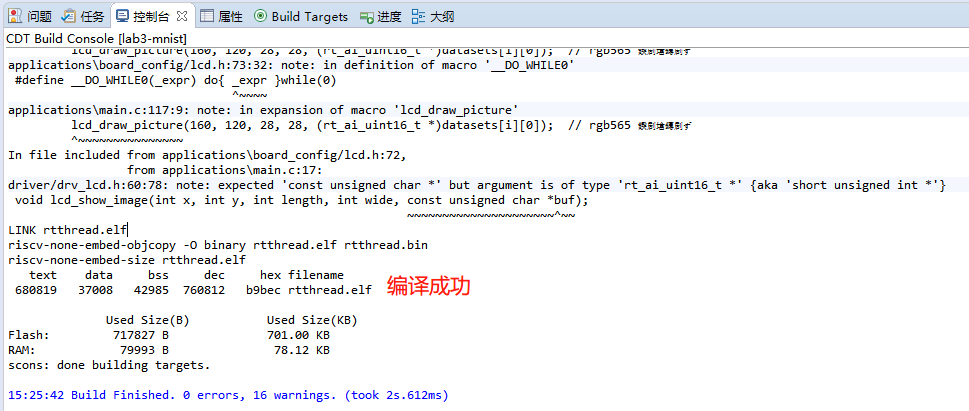 问题 任务 控制台 属性 Build Targets 进度 大纲
CDT Build Console [lab3-mnist]
lcd_draw_picture(160, 120, 28, 28, (rt_ai_uint16_t *)datasets[i][0]);  // rgb565
applications\board_config/lcd.h:73:32: note: in definition of macro '__DO_WHILE0'
#define __DO_WHILE0(_expr) do{ _expr }while(0)
^~~~~
applications\main.c:117:9: note: in expansion of macro 'lcd_draw_picture'
lcd_draw_picture(160, 120, 28, 28, (rt_ai_uint16_t *)datasets[i][0]);  // rgb565
^~~~~~~~~~~~~~~~
In file included from applications\board_config/lcd.h:72,
from applications\main.c:17:
driver/drv_lcd.h:60:78: note: expected 'const unsigned char *' but argument is of type 'rt_ai_uint16_t *' {aka 'short unsigned int *'}
void lcd_show_image(int x, int y, int length, int wide, const unsigned char *buf);
~~~~~~~~~~~~~~~~~~~~~^~~
LINK rtthread.elf
riscv-none-embed-objcopy -O binary rtthread.elf rtthread.bin
riscv-none-embed-size rtthread.elf
text data bss dec hex filename
680819 37008 42985 760812 b9bec rtthread.elf 编译成功
Used Size(B) Used Size(KB)
Flash: 717827 B 701.00 KB
RAM: 79993 B 78.12 KB
scons: done building targets.
15:25:42 Build Finished. 0 errors, 16 warnings. (took 2s.612ms)